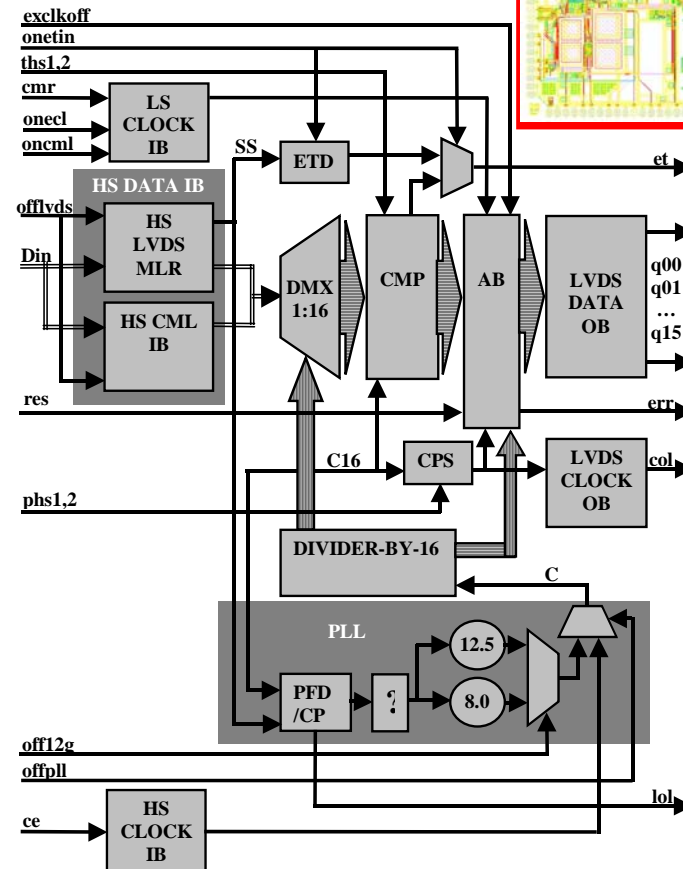 exclkoff
onetin
ths1,2
cmr
onecl
oncml
LS
CLOCK
IB
SS
ETD
et
HS DATA IB
offlvds
Din
HS
LVDS
MLR
HS CML
IB
DMX
1:16
CMP
AB
LVDS
DATA
OB
q00
q01
...
q15
res
err
C16
CPS
LVDS
CLOCK
OB
col
phs1,2
DIVIDER-BY-16
C
PLL
12.5
8.0
PFD
/CP
?
off12g
offpll
lol
ce
HS
CLOCK
IB